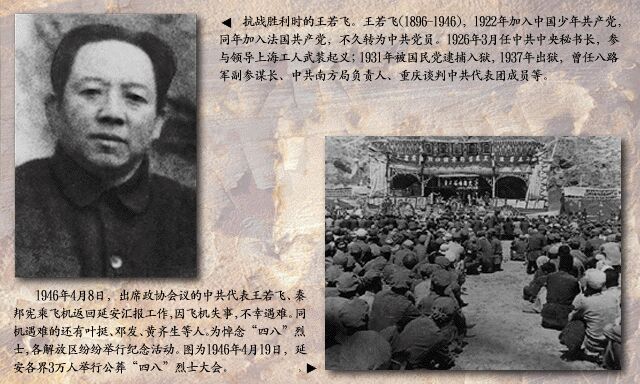 ◀ 抗战胜利时的王若飞。王若飞(1896-1946)，1922年加入中国少年共产党，
同年加入法国共产党，不久转为中共党员。1926年3月任中共中央秘书长，参
与领导上海工人武装起义；1931年被国民党逮捕入狱，1937年出狱，曾任八路
军副参谋长、中共南方局负责人、重庆谈判中共代表团成员等。
1946年4月8日，出席政协会议的中共代表王若飞、秦
邦宪乘飞机返回延安汇报工作，因飞机失事，不幸遇难。同
机遇难的还有叶挺、邓发、黄齐生等人。为悼念“四八”烈
士，各解放区纷纷举行纪念活动。图为1946年4月19日，延
安各界3万人举行公葬“四八”烈士大会。 ▶